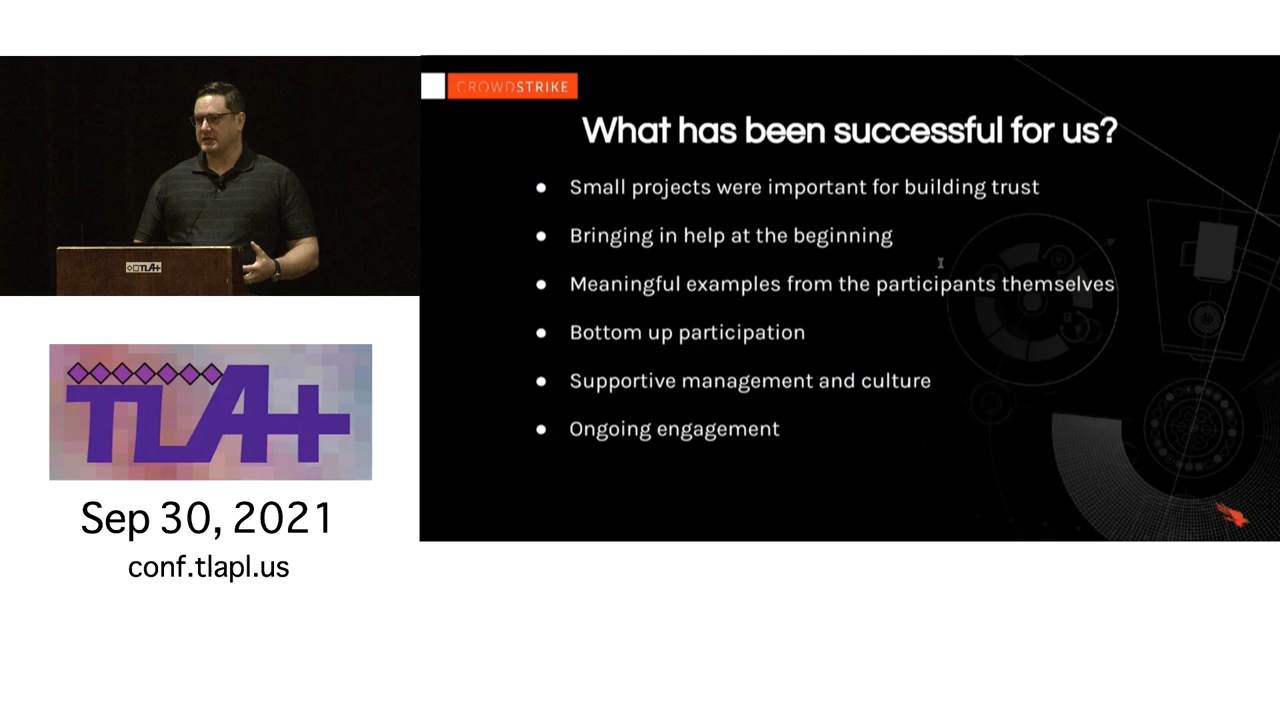 CROWDSTRIKE
What has been successful for us?
● Small projects were important for building trust
● Bringing in help at the beginning
● Meaningful examples from the participants themselves
● Bottom up participation
● Supportive management and culture
● Ongoing engagement
TLA+
TLA+
Sep 30, 2021
conf.tlapl.us